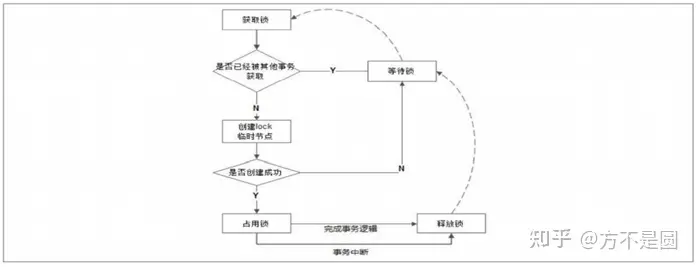 获取锁
是否已经被其他事务
获取
Y
等待锁
N
创建lock
临时节点
是否创建成功
N
Y
占用锁
完成事务逻辑
释放锁
事务中断
知乎 @方不是圆